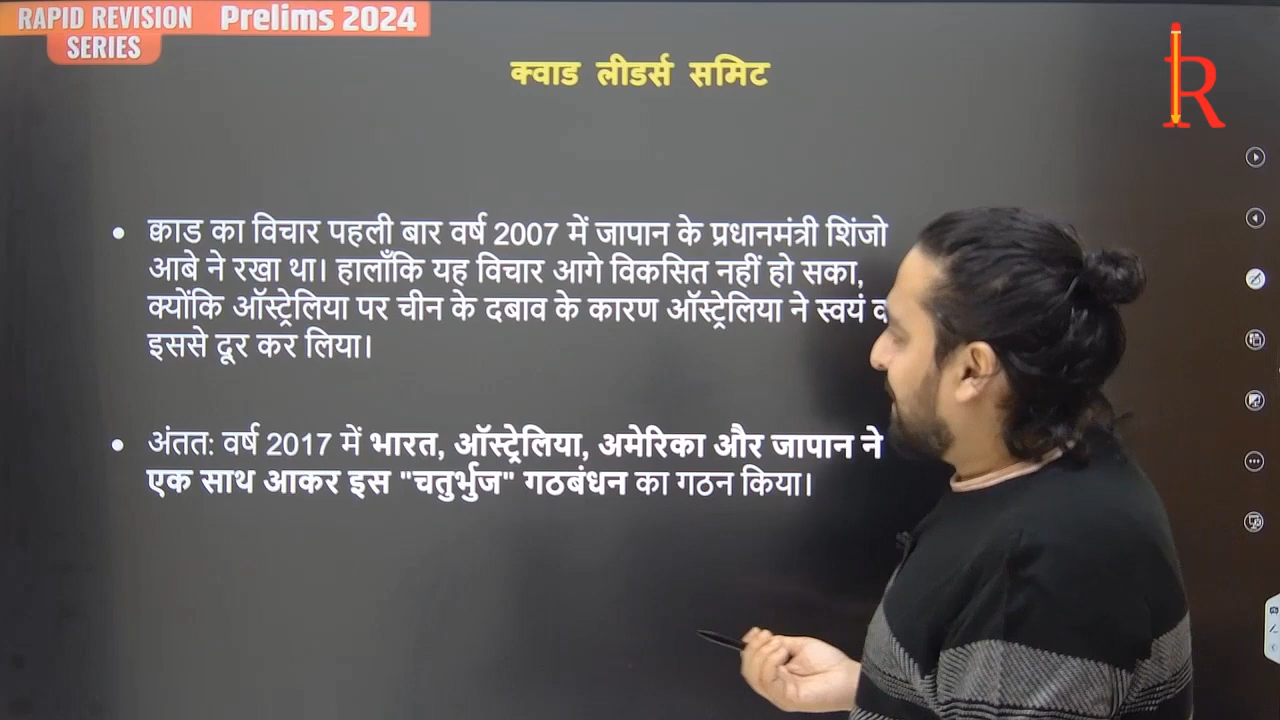 RAPID REVISION Prelims 2024
SERIES
क्वाड लीडर्स समिट
R
• क्वाड का विचार पहली बार वर्ष 2007 में जापान के प्रधानमंत्री शिंजो
आबे ने रखा था। हालाँकि यह विचार आगे विकसित नहीं हो सका,
क्योंकि ऑस्ट्रेलिया पर चीन के दबाव के कारण ऑस्ट्रेलिया ने स्वयं
इससे दूर कर लिया।
• अंतत: वर्ष 2017 में भारत, ऑस्ट्रेलिया, अमेरिका और जापान ने
एक साथ आकर इस "चतुर्भुज" गठबंधन का गठन किया।